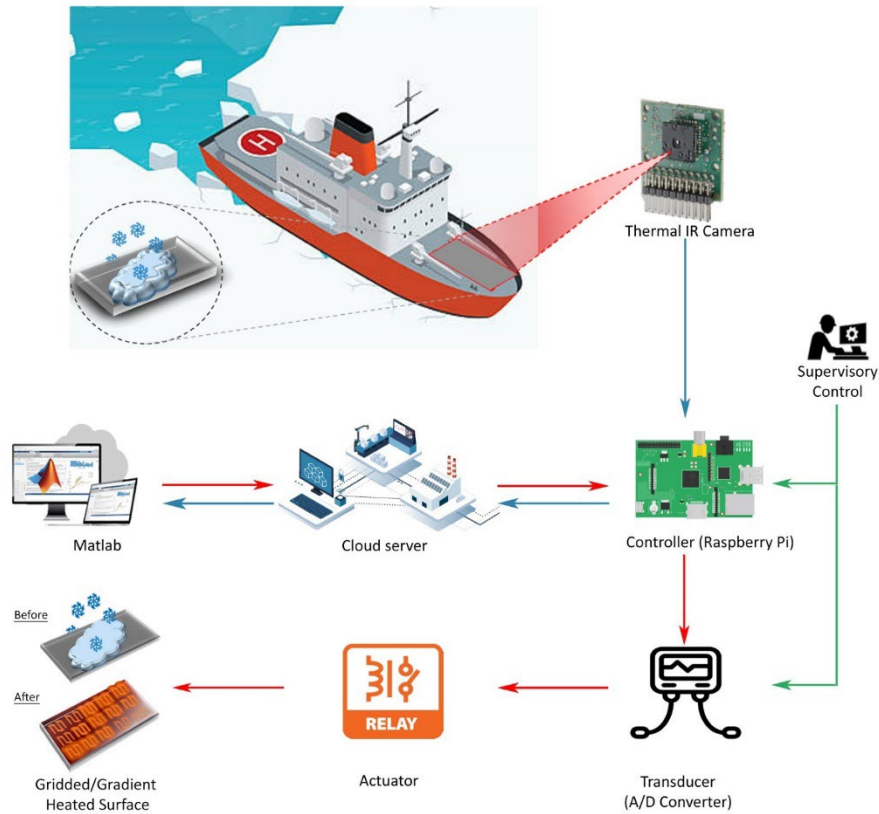 H
Thermal IR Camera
Supervisory
Control
Matlab
Cloud server
Controller (Raspberry Pi)
Before
After
RELAY
Gridded/Gradient
Heated Surface
Actuator
Transducer
(A/D Converter)